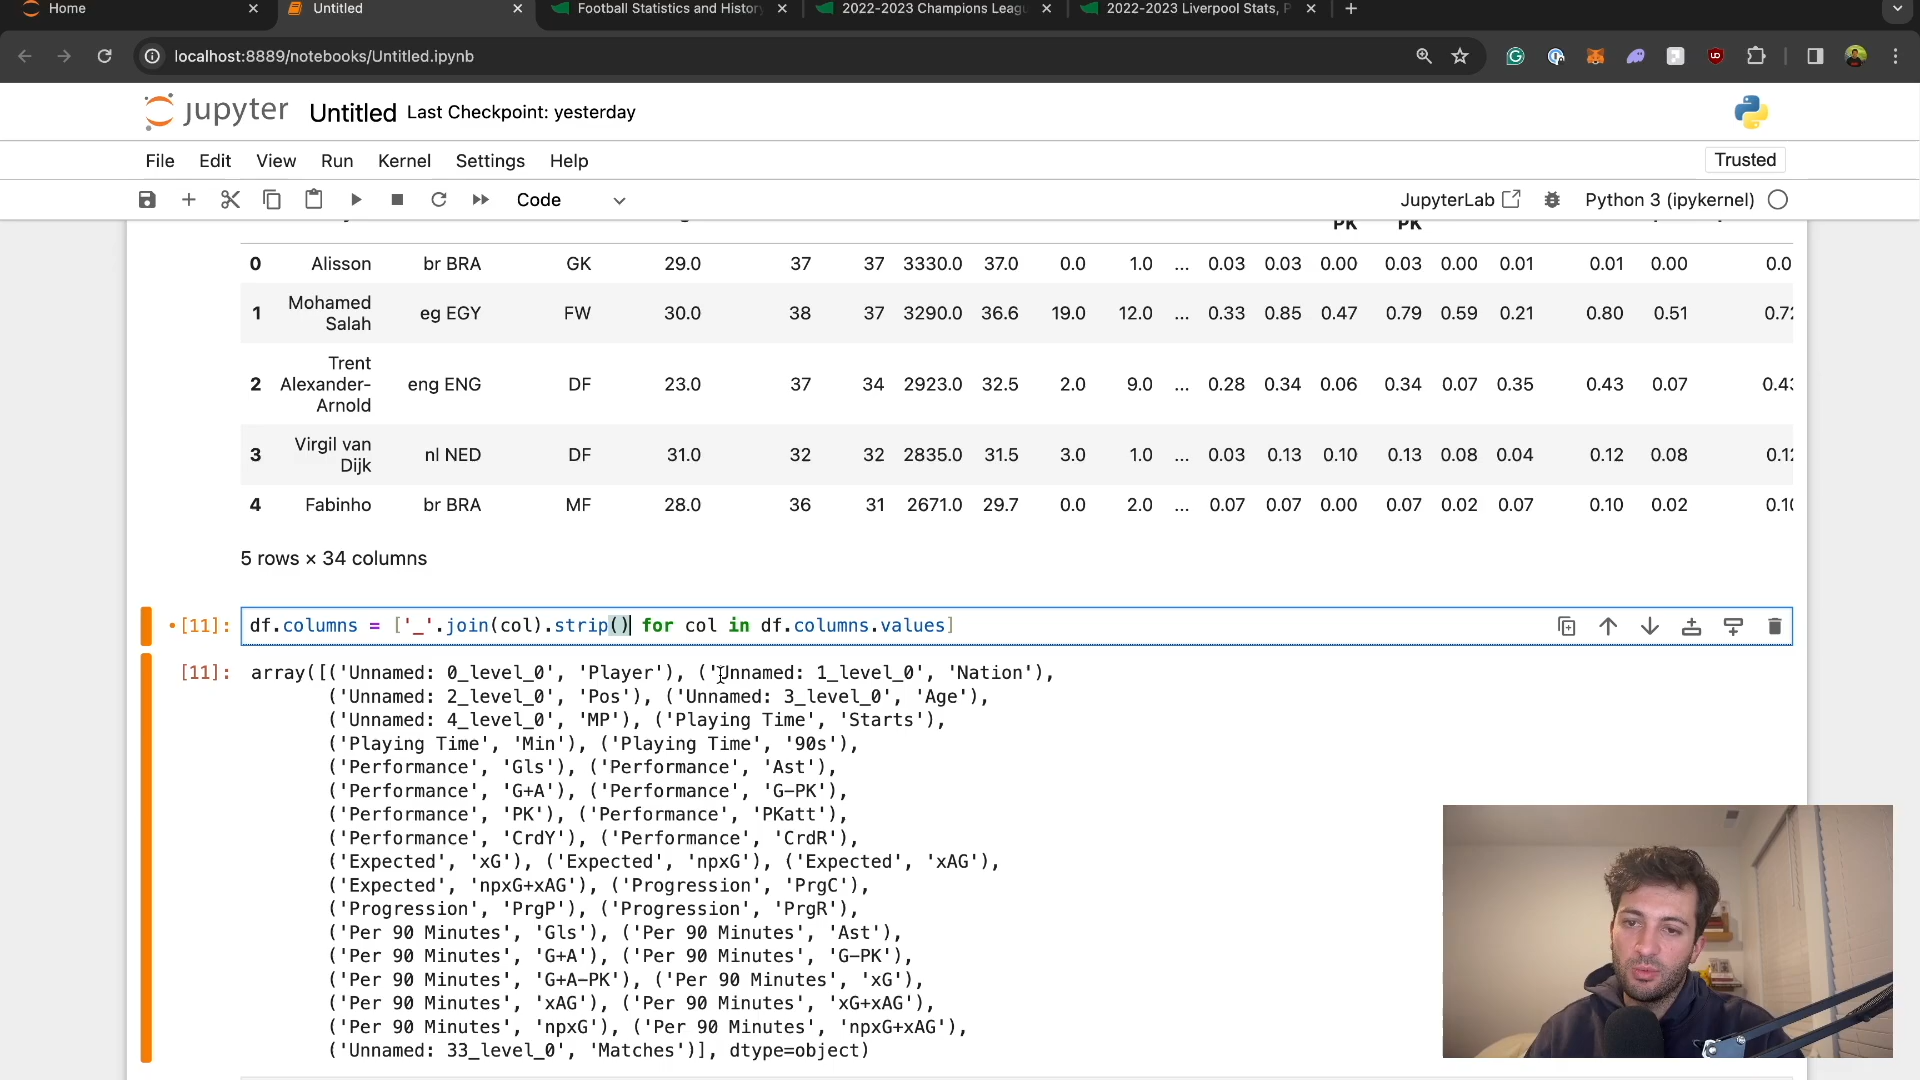 Home
Untitled
Football Statistics and History
2022-2023 Champions Leag
2022-2023 Liverpool Stats, P
localhost:8889/notebooks/Untitled.ipynb
jupyter Untitled Last Checkpoint: yesterday
File Edit View Run Kernel Settings Help
Trusted
Code
JupyterLab
Python 3 (ipykernel)
PK PK
0 Alisson br BRA GK 29.0 37 37 3330.0 37.0 0.0 1.0 ... 0.03 0.03 0.00 0.03 0.00 0.01 0.01 0.00 0.0
1 Mohamed Salah eg EGY FW 30.0 38 37 3290.0 36.6 19.0 12.0 ... 0.33 0.85 0.47 0.79 0.59 0.21 0.80 0.51 0.72
2 Trent Alexander-Arnold eng ENG DF 23.0 37 34 2923.0 32.5 2.0 9.0 ... 0.28 0.34 0.06 0.34 0.07 0.35 0.43 0.07 0.43
3 Virgil van Dijk nl NED DF 31.0 32 32 2835.0 31.5 3.0 1.0 ... 0.03 0.13 0.10 0.13 0.08 0.04 0.12 0.08 0.12
4 Fabinho br BRA MF 28.0 36 31 2671.0 29.7 0.0 2.0 ... 0.07 0.07 0.00 0.07 0.02 0.07 0.10 0.02 0.10
5 rows × 34 columns
[11]: df.columns = ['_'.join(col).strip() for col in df.columns.values]
[11]: array([('Unnamed: 0_level_0', 'Player'), ('Unnamed: 1_level_0', 'Nation'),
('Unnamed: 2_level_0', 'Pos'), ('Unnamed: 3_level_0', 'Age'),
('Unnamed: 4_level_0', 'MP'), ('Playing Time', 'Starts'),
('Playing Time', 'Min'), ('Playing Time', '90s'),
('Performance', 'Gls'), ('Performance', 'Ast'),
('Performance', 'G+A'), ('Performance', 'G-PK'),
('Performance', 'PK'), ('Performance', 'PKatt'),
('Performance', 'CrdY'), ('Performance', 'CrdR'),
('Expected', 'xG'), ('Expected', 'npxG'), ('Expected', 'xAG'),
('Expected', 'npxG+xAG'), ('Progression', 'PrgC'),
('Progression', 'PrgP'), ('Progression', 'PrgR'),
('Per 90 Minutes', 'Gls'), ('Per 90 Minutes', 'Ast'),
('Per 90 Minutes', 'G+A'), ('Per 90 Minutes', 'G-PK'),
('Per 90 Minutes', 'G+A-PK'), ('Per 90 Minutes', 'xG'),
('Per 90 Minutes', 'xAG'), ('Per 90 Minutes', 'xG+xAG'),
('Per 90 Minutes', 'npxG'), ('Per 90 Minutes', 'npxG+xAG'),
('Unnamed: 33_level_0', 'Matches')], dtype=object)